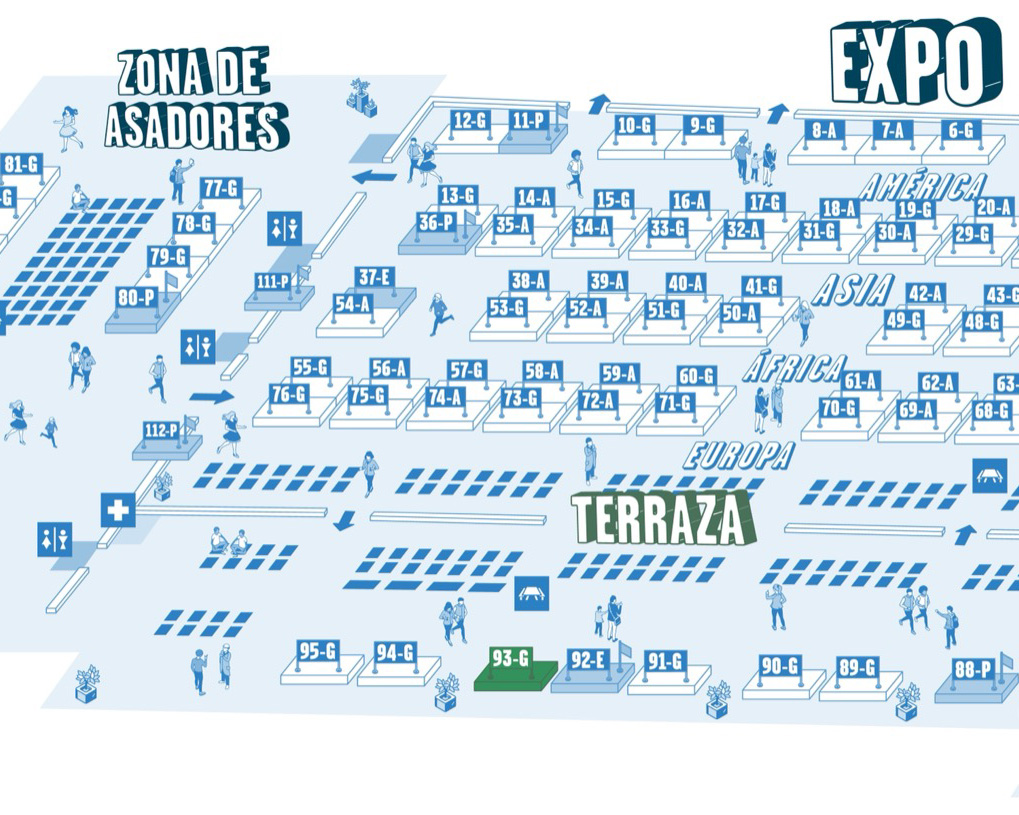 ZONA DE
ASADORES
EXPO
12-G 11-P 10-G 9-G 8-A 7-A 6-G
AMÉRICA
81-G 77-G 13-G 14-A 15-G 16-A 17-G 18-A 19-G 20-A
-G 78-G 36-P 35-A 34-A 33-G 32-A 31-G 30-A 29-G
79-G
ASIA
80-P 111-P 37-E 38-A 39-A 40-A 41-G 42-A 43-G
54-A 53-G 52-A 51-G 50-A 49-G 48-G
ÁFRICA
55-G 56-A 57-G 58-A 59-A 60-G 61-A 62-A 63-
76-G 75-G 74-A 73-G 72-A 71-G 70-G 69-A 68-G
112-P
EUROPA
TERRAZA
95-G 94-G 93-G 92-E 91-G 90-G 89-G 88-P